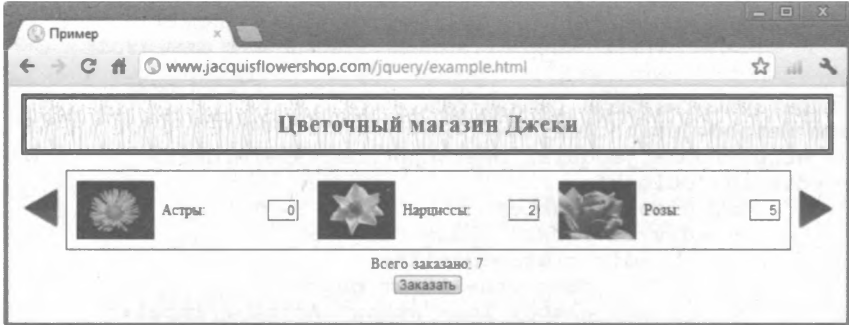 Пример
www.jacquisflowershop.com/jquery/example.html
Цветочный магазин Джеки
Астры: 0 Нарциссы: 2 Розы: 5
Всего заказано: 7
Заказать